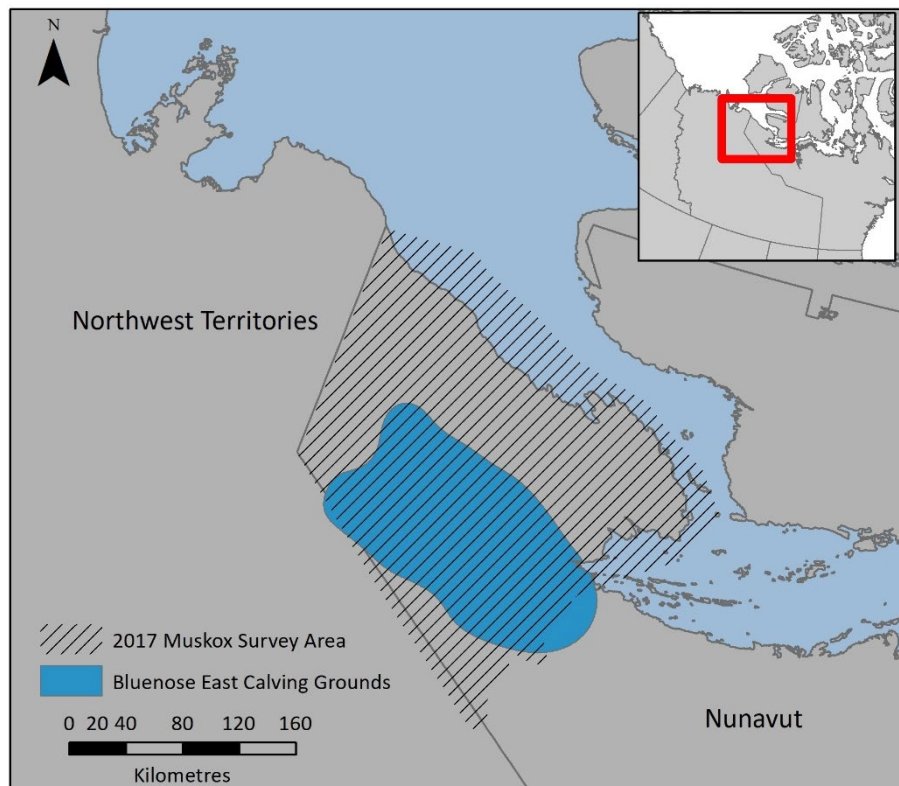 N
Northwest Territories
2017 Muskox Survey Area
Bluenose East Calving Grounds
0 20 40 80 120 160
Kilometres
Nunavut